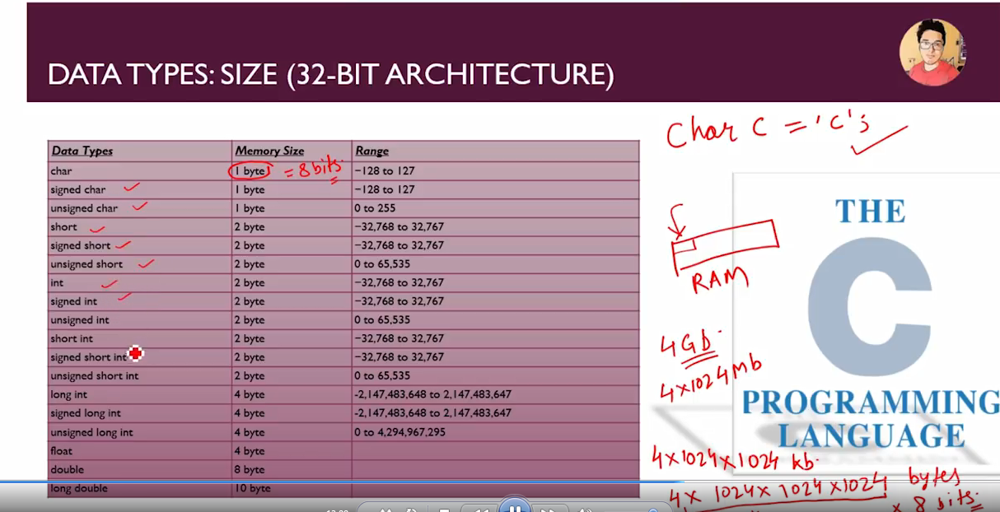 DATA TYPES: SIZE (32-BIT ARCHITECTURE)
Data Types Memory Size Range
char 1 byte = 8 bits −128 to 127
signed char 1 byte −128 to 127
unsigned char 1 byte 0 to 255
short 2 byte −32,768 to 32,767
signed short 2 byte −32,768 to 32,767
unsigned short 2 byte 0 to 65,535
int 2 byte −32,768 to 32,767
signed int 2 byte −32,768 to 32,767
unsigned int 2 byte 0 to 65,535
short int 2 byte −32,768 to 32,767
signed short int 2 byte −32,768 to 32,767
unsigned short int 2 byte 0 to 65,535
long int 4 byte -2,147,483,648 to 2,147,483,647
signed long int 4 byte -2,147,483,648 to 2,147,483,647
unsigned long int 4 byte 0 to 4,294,967,295
float 4 byte
double 8 byte
long double 10 byte
Char C = 'C';
THE
C
PROGRAMMING
LANGUAGE
RAM
4 Gb
4×1024 Mb
4×1024×1024 kb.
4× 1024× 1024 ×1024 bytes
× 8 bits